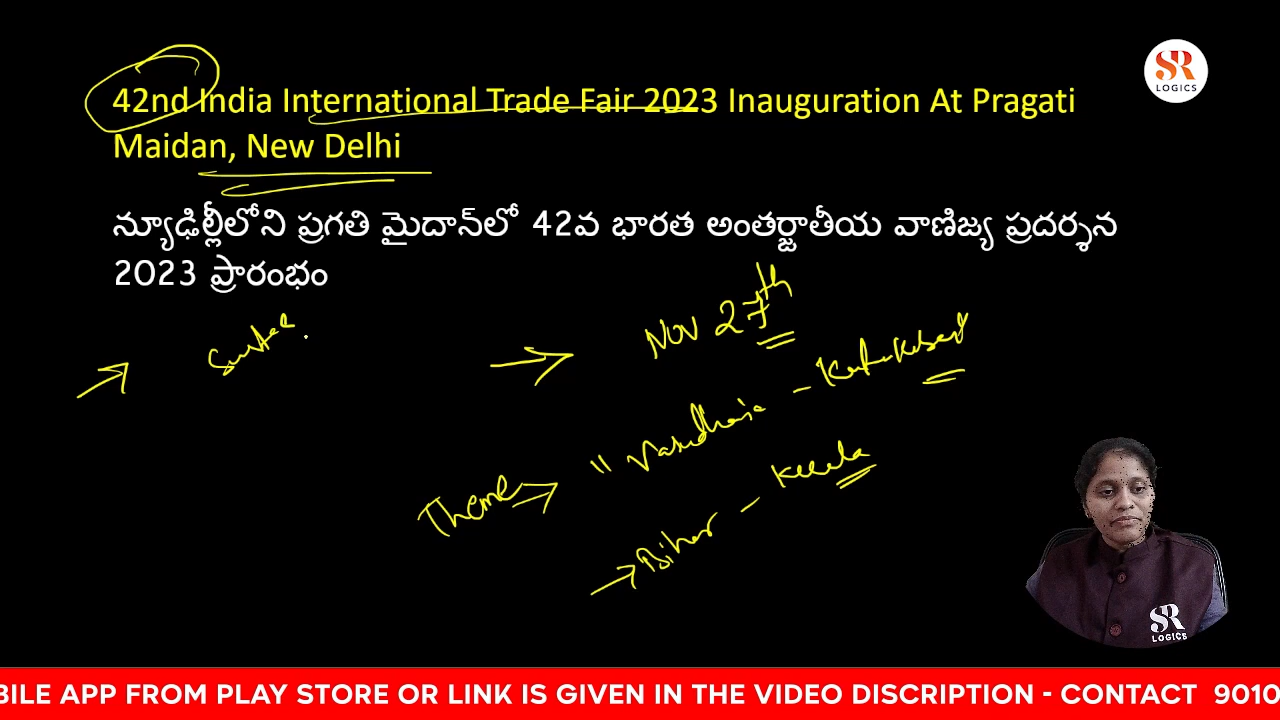 42nd India International Trade Fair 2023 Inauguration At Pragati
Maidan, New Delhi
న్యూఢిల్లీలోని ప్రగతి మైదాన్‌లో 42వ భారత అంతర్జాతీయ వాణిజ్య ప్రదర్శన
2023 ప్రారంభం
Nov 27th
Theme
Bihar - Kerala
SR
LOGICS
SR
LOGICS
BILE APP FROM PLAY STORE OR LINK IS GIVEN IN THE VIDEO DISCRIPTION - CONTACT 9010